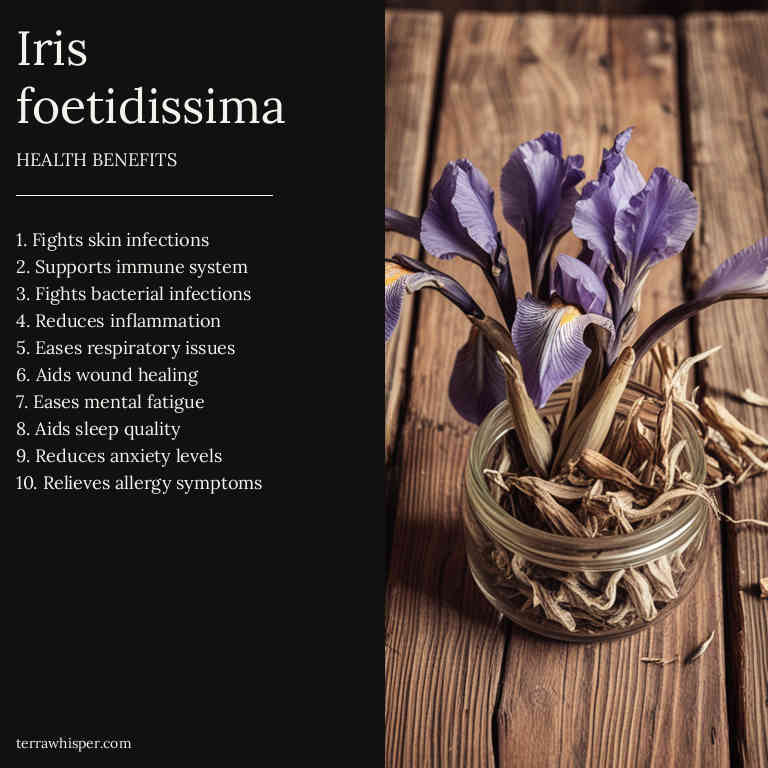 Iris
foetidissima
HEALTH BENEFITS
1. Fights skin infections
2. Supports immune system
3. Fights bacterial infections
4. Reduces inflammation
5. Eases respiratory issues
6. Aids wound healing
7. Eases mental fatigue
8. Aids sleep quality
9. Reduces anxiety levels
10. Relieves allergy symptoms
terrawhisper.com